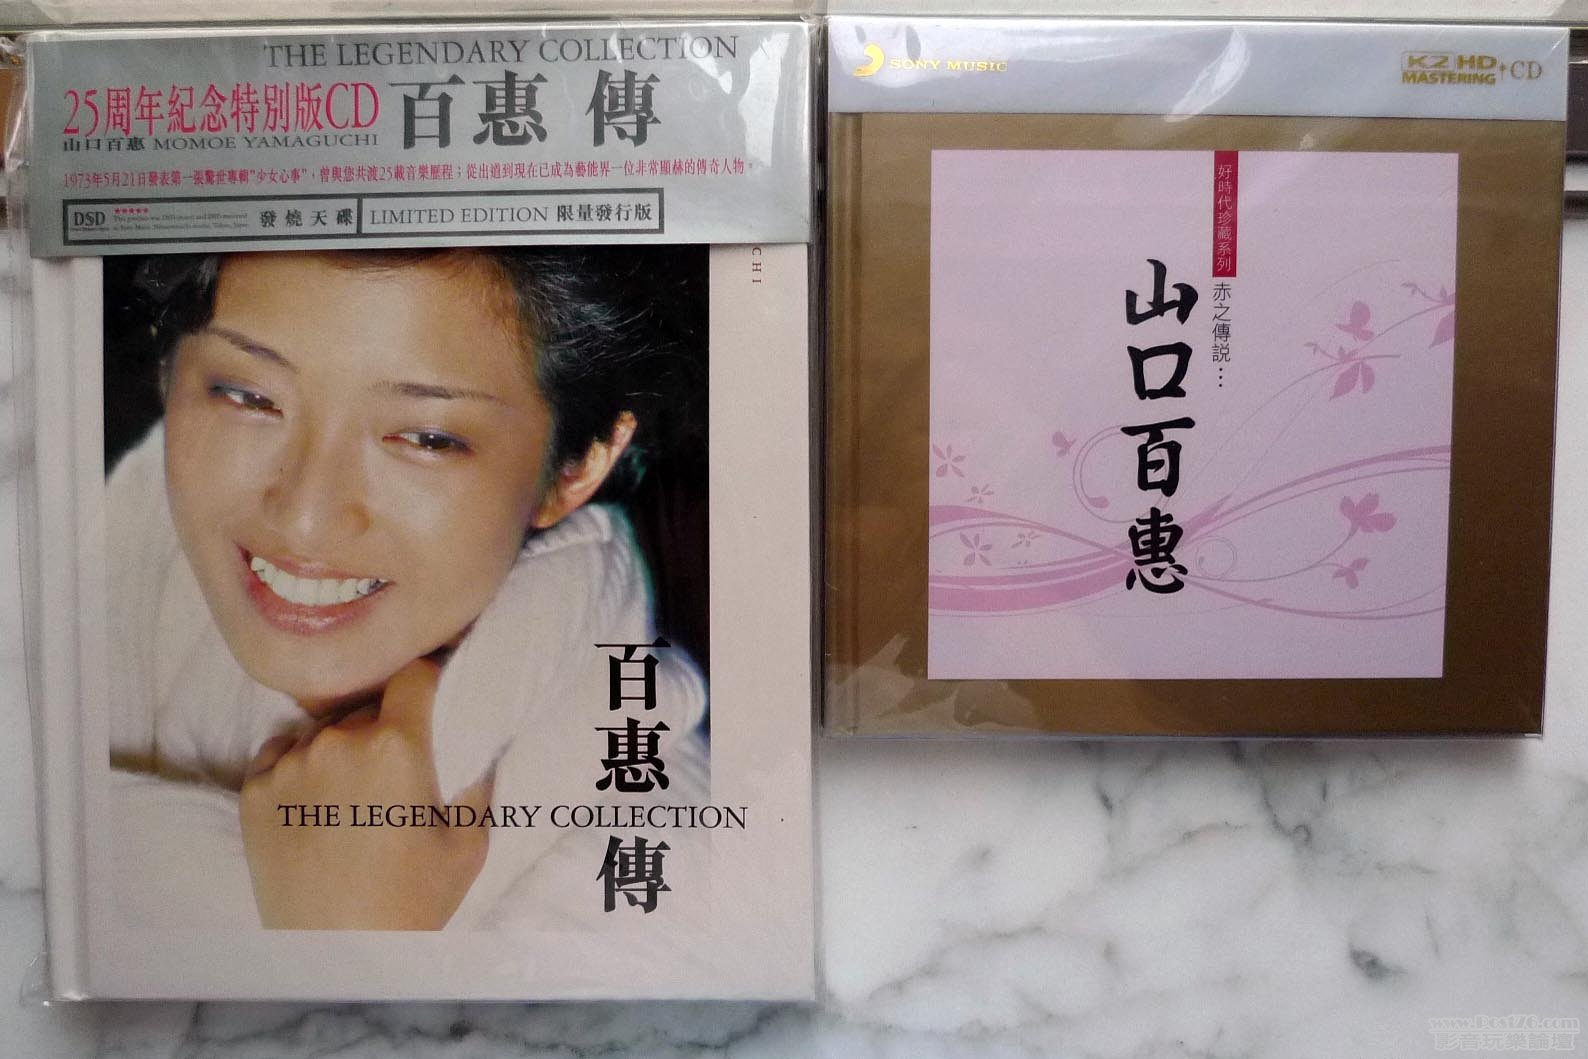 THE LEGENDARY COLLECTION
25周年紀念特別版CD
百惠 傳
山口百惠 MOMOE YAMAGUCHI
1973年5月21日發表第一張驚世專輯"少女心事"，曾與您共渡25載音樂歷程；從出道到現在已成為藝能界一位非常顯赫的傳奇人物。
DSD
★★★★★
發燒天碟
LIMITED EDITION 限量發行版
CHI
百惠
THE LEGENDARY COLLECTION
傳
SONY MUSIC
K2 HD MASTERING+CD
好時代珍藏系列
赤之傳説…
山口百惠
www.Post76.com
影音玩樂論壇